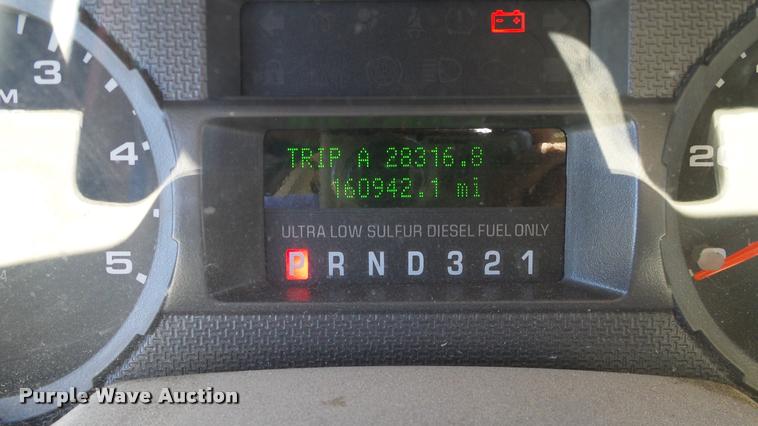 3
M
4
5
20
TRIP A 28316.8
160942.1 mi
ULTRA LOW SULFUR DIESEL FUEL ONLY
P R N D 3 2 1
Purple Wave Auction